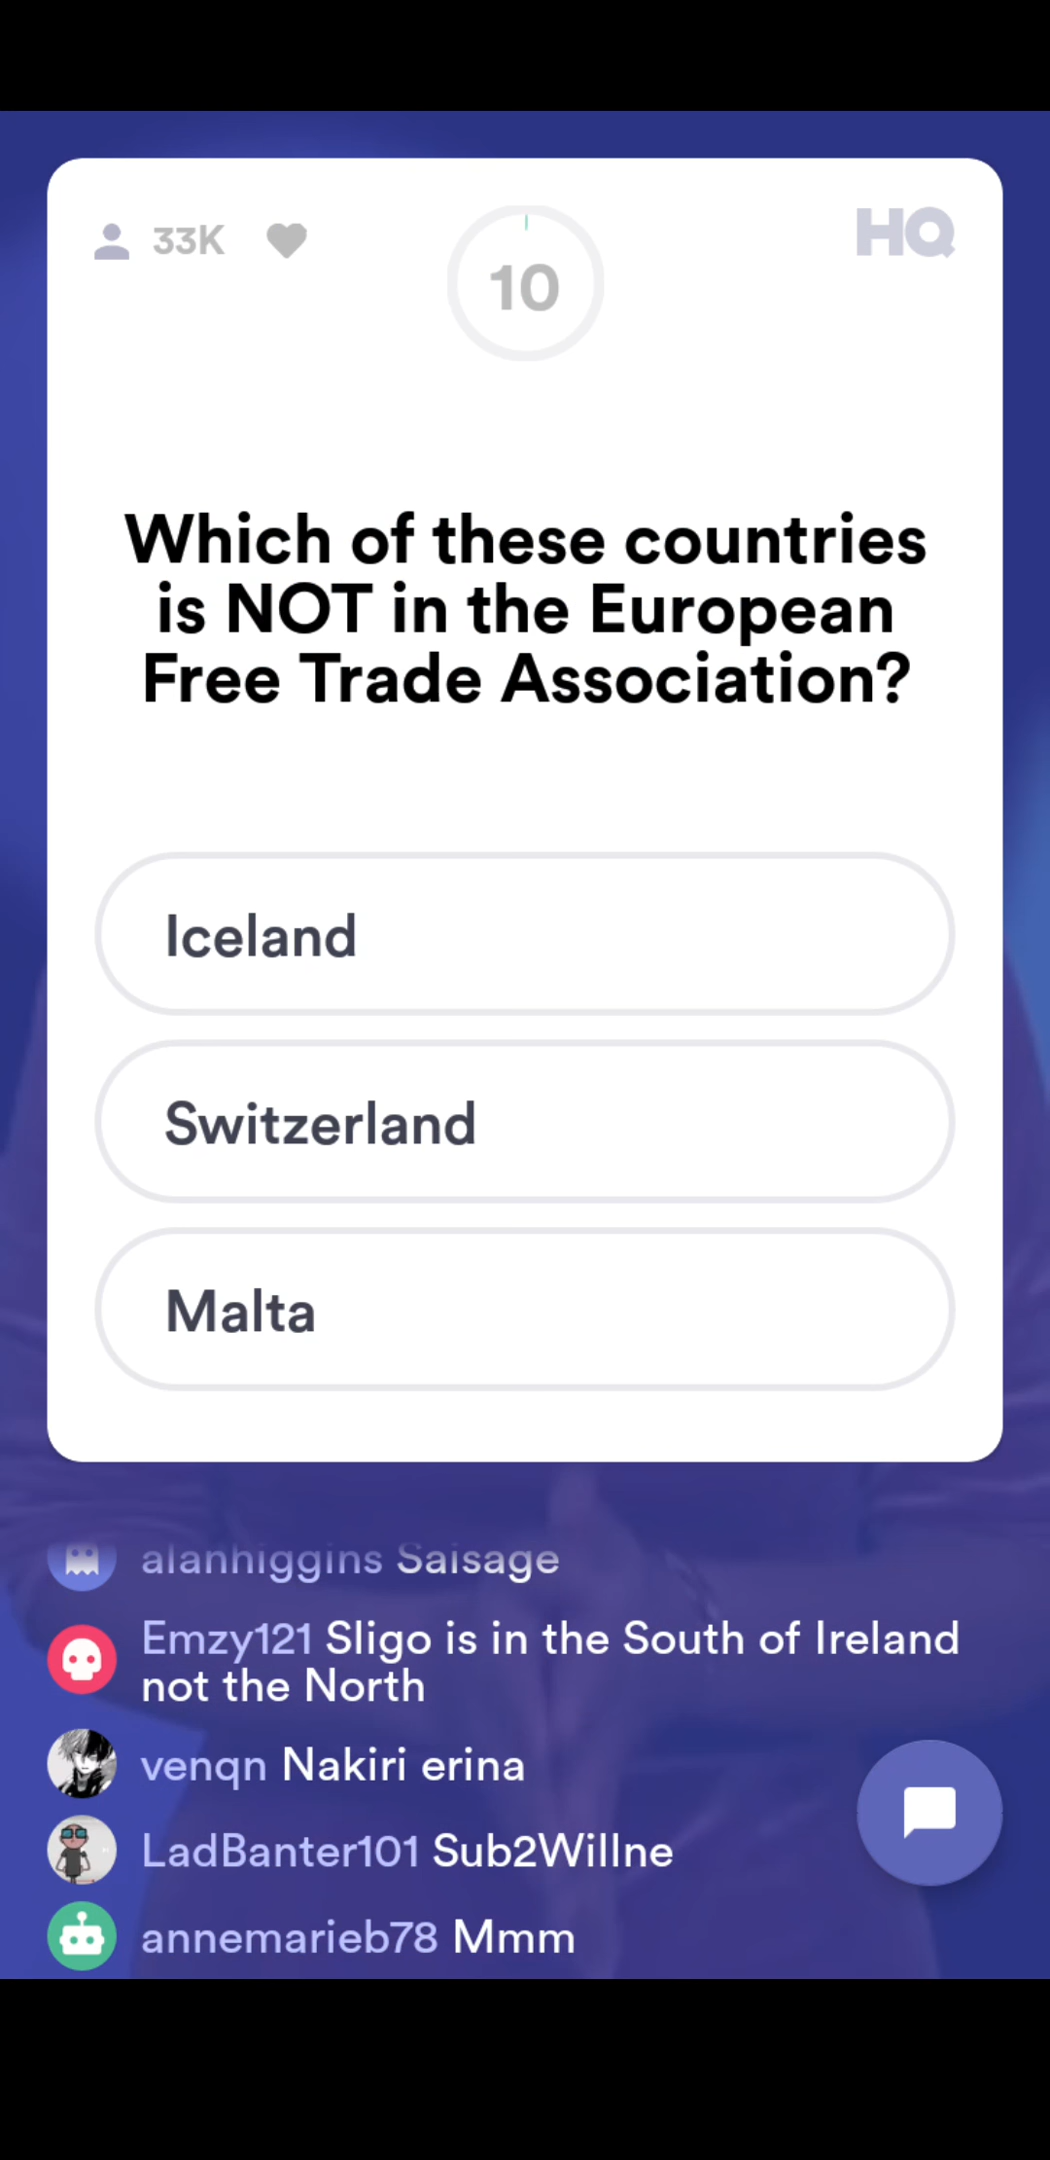 33K
10
HQ
Which of these countries
is NOT in the European
Free Trade Association?
Iceland
Switzerland
Malta
alanhiggins Saisage
Emzy121 Sligo is in the South of Ireland
not the North
venqn Nakiri erina
LadBanter101 Sub2Willne
annemarieb78 Mmm